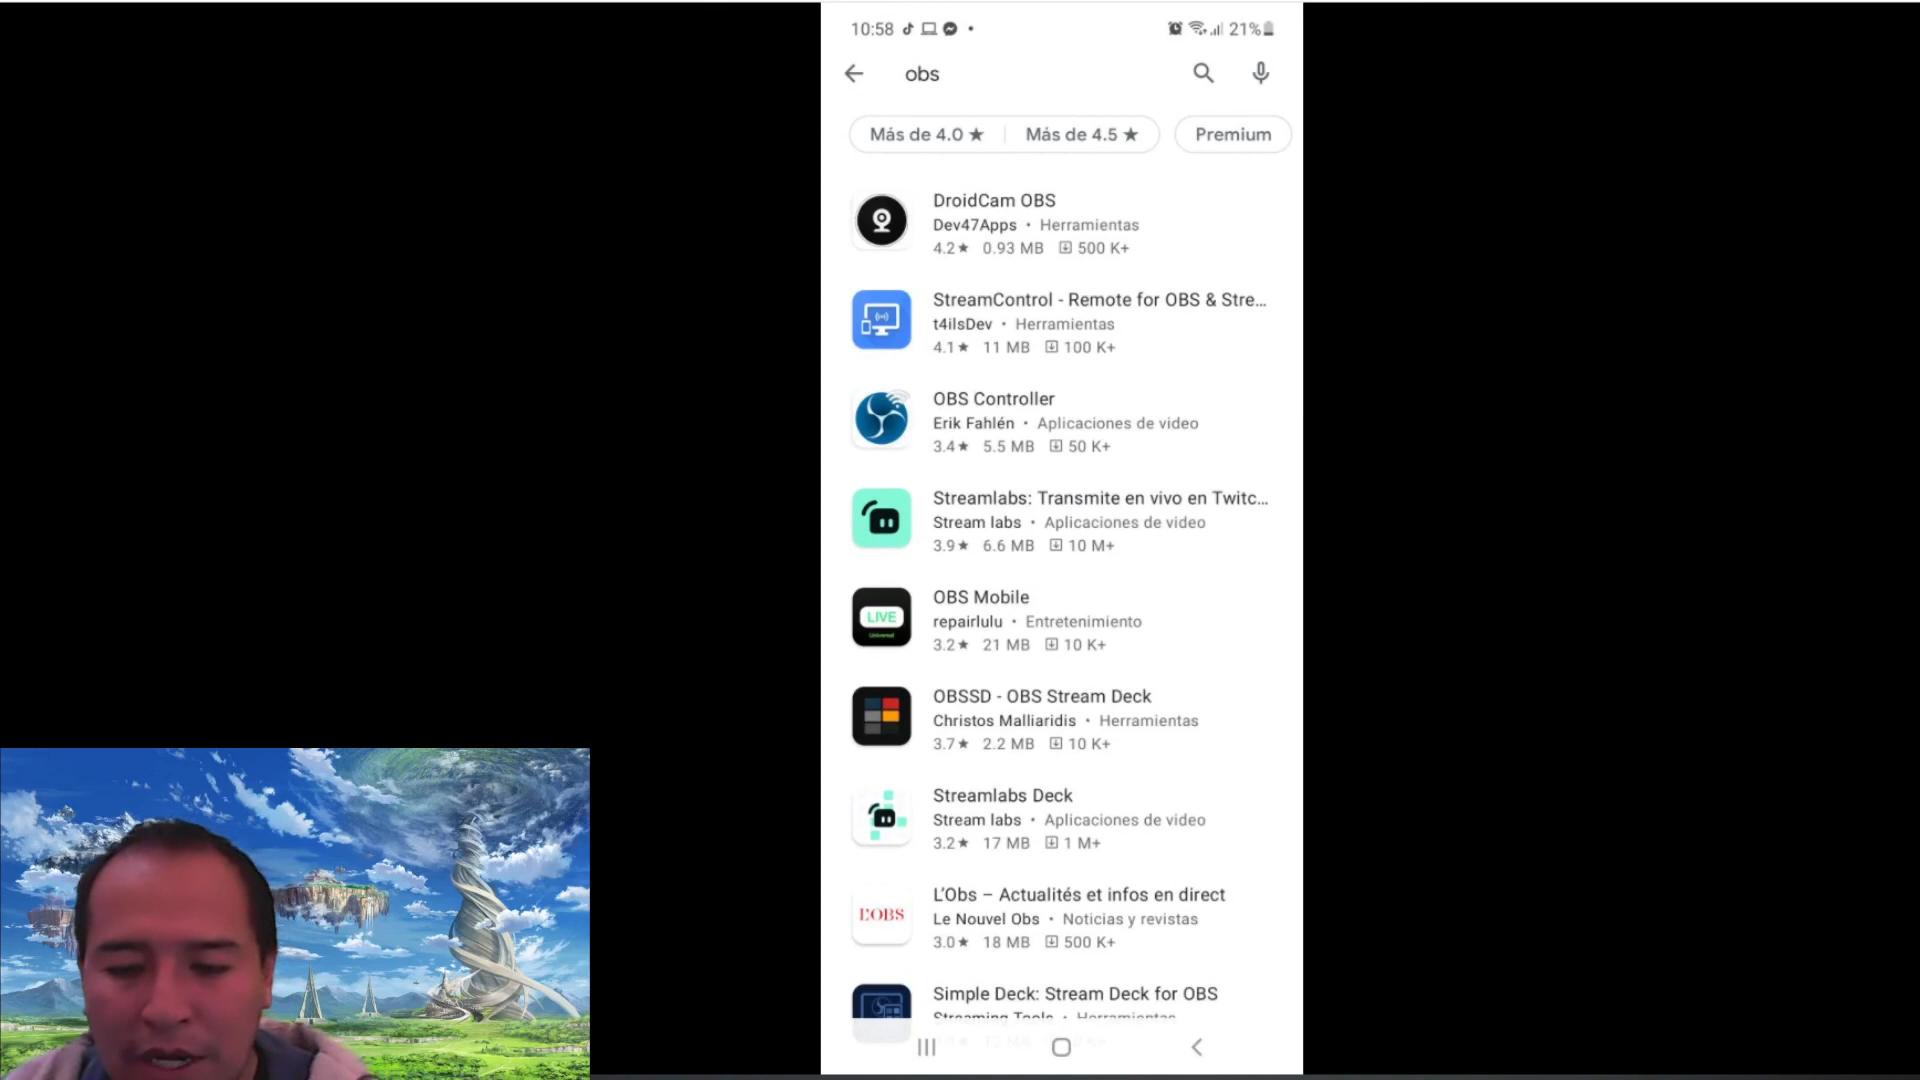 10:58 21%
obs
Más de 4.0 ★ Más de 4.5 ★ Premium
DroidCam OBS
Dev47Apps • Herramientas
4.2★ 0.93 MB 500 K+
StreamControl - Remote for OBS & Stre...
t4ilsDev • Herramientas
4.1★ 11 MB 100 K+
OBS Controller
Erik Fahlén • Aplicaciones de video
3.4★ 5.5 MB 50 K+
Streamlabs: Transmite en vivo en Twitc...
Stream labs • Aplicaciones de video
3.9★ 6.6 MB 10 M+
LIVE
Universal
OBS Mobile
repairlulu • Entretenimiento
3.2★ 21 MB 10 K+
OBSSD - OBS Stream Deck
Christos Malliaridis • Herramientas
3.7★ 2.2 MB 10 K+
Streamlabs Deck
Stream labs • Aplicaciones de video
3.2★ 17 MB 1 M+
L'OBS
L'Obs – Actualités et infos en direct
Le Nouvel Obs • Noticias y revistas
3.0★ 18 MB 500 K+
Simple Deck: Stream Deck for OBS
Streaming Tools • Herramientas